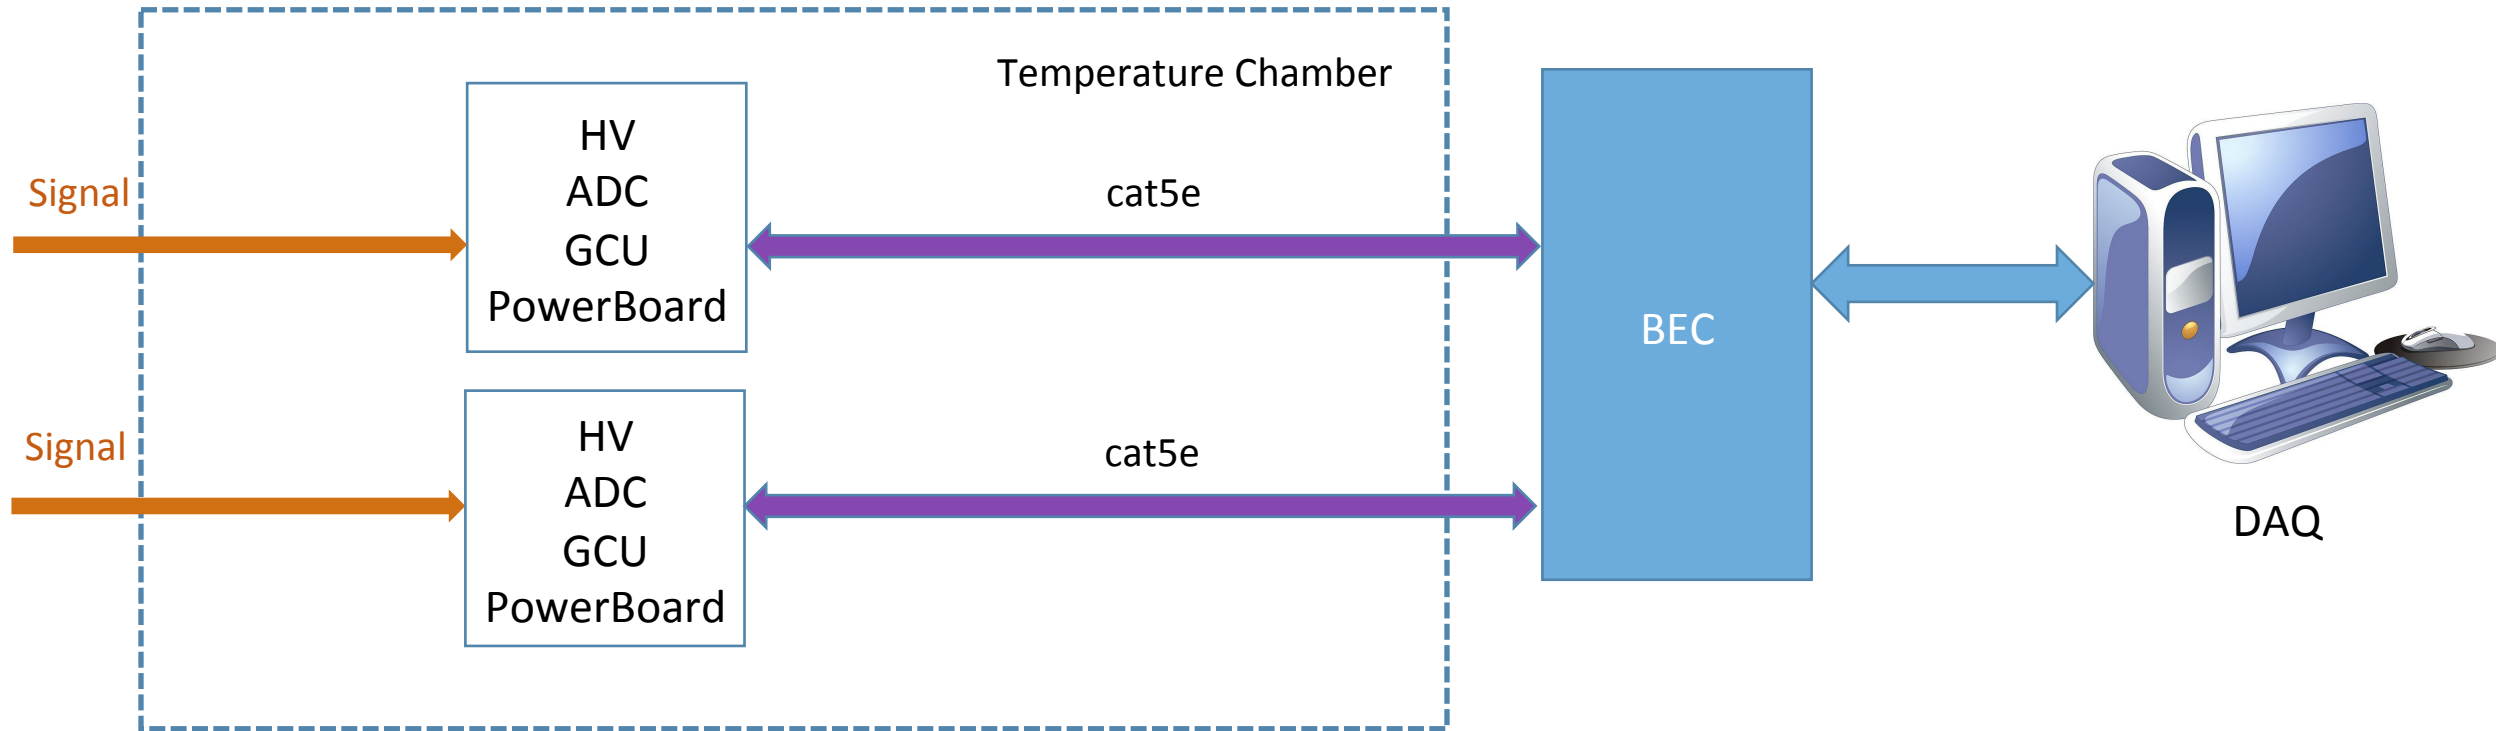 Temperature Chamber
Signal
HV
ADC
GCU
PowerBoard
cat5e
Signal
HV
ADC
GCU
PowerBoard
cat5e
BEC
DAQ